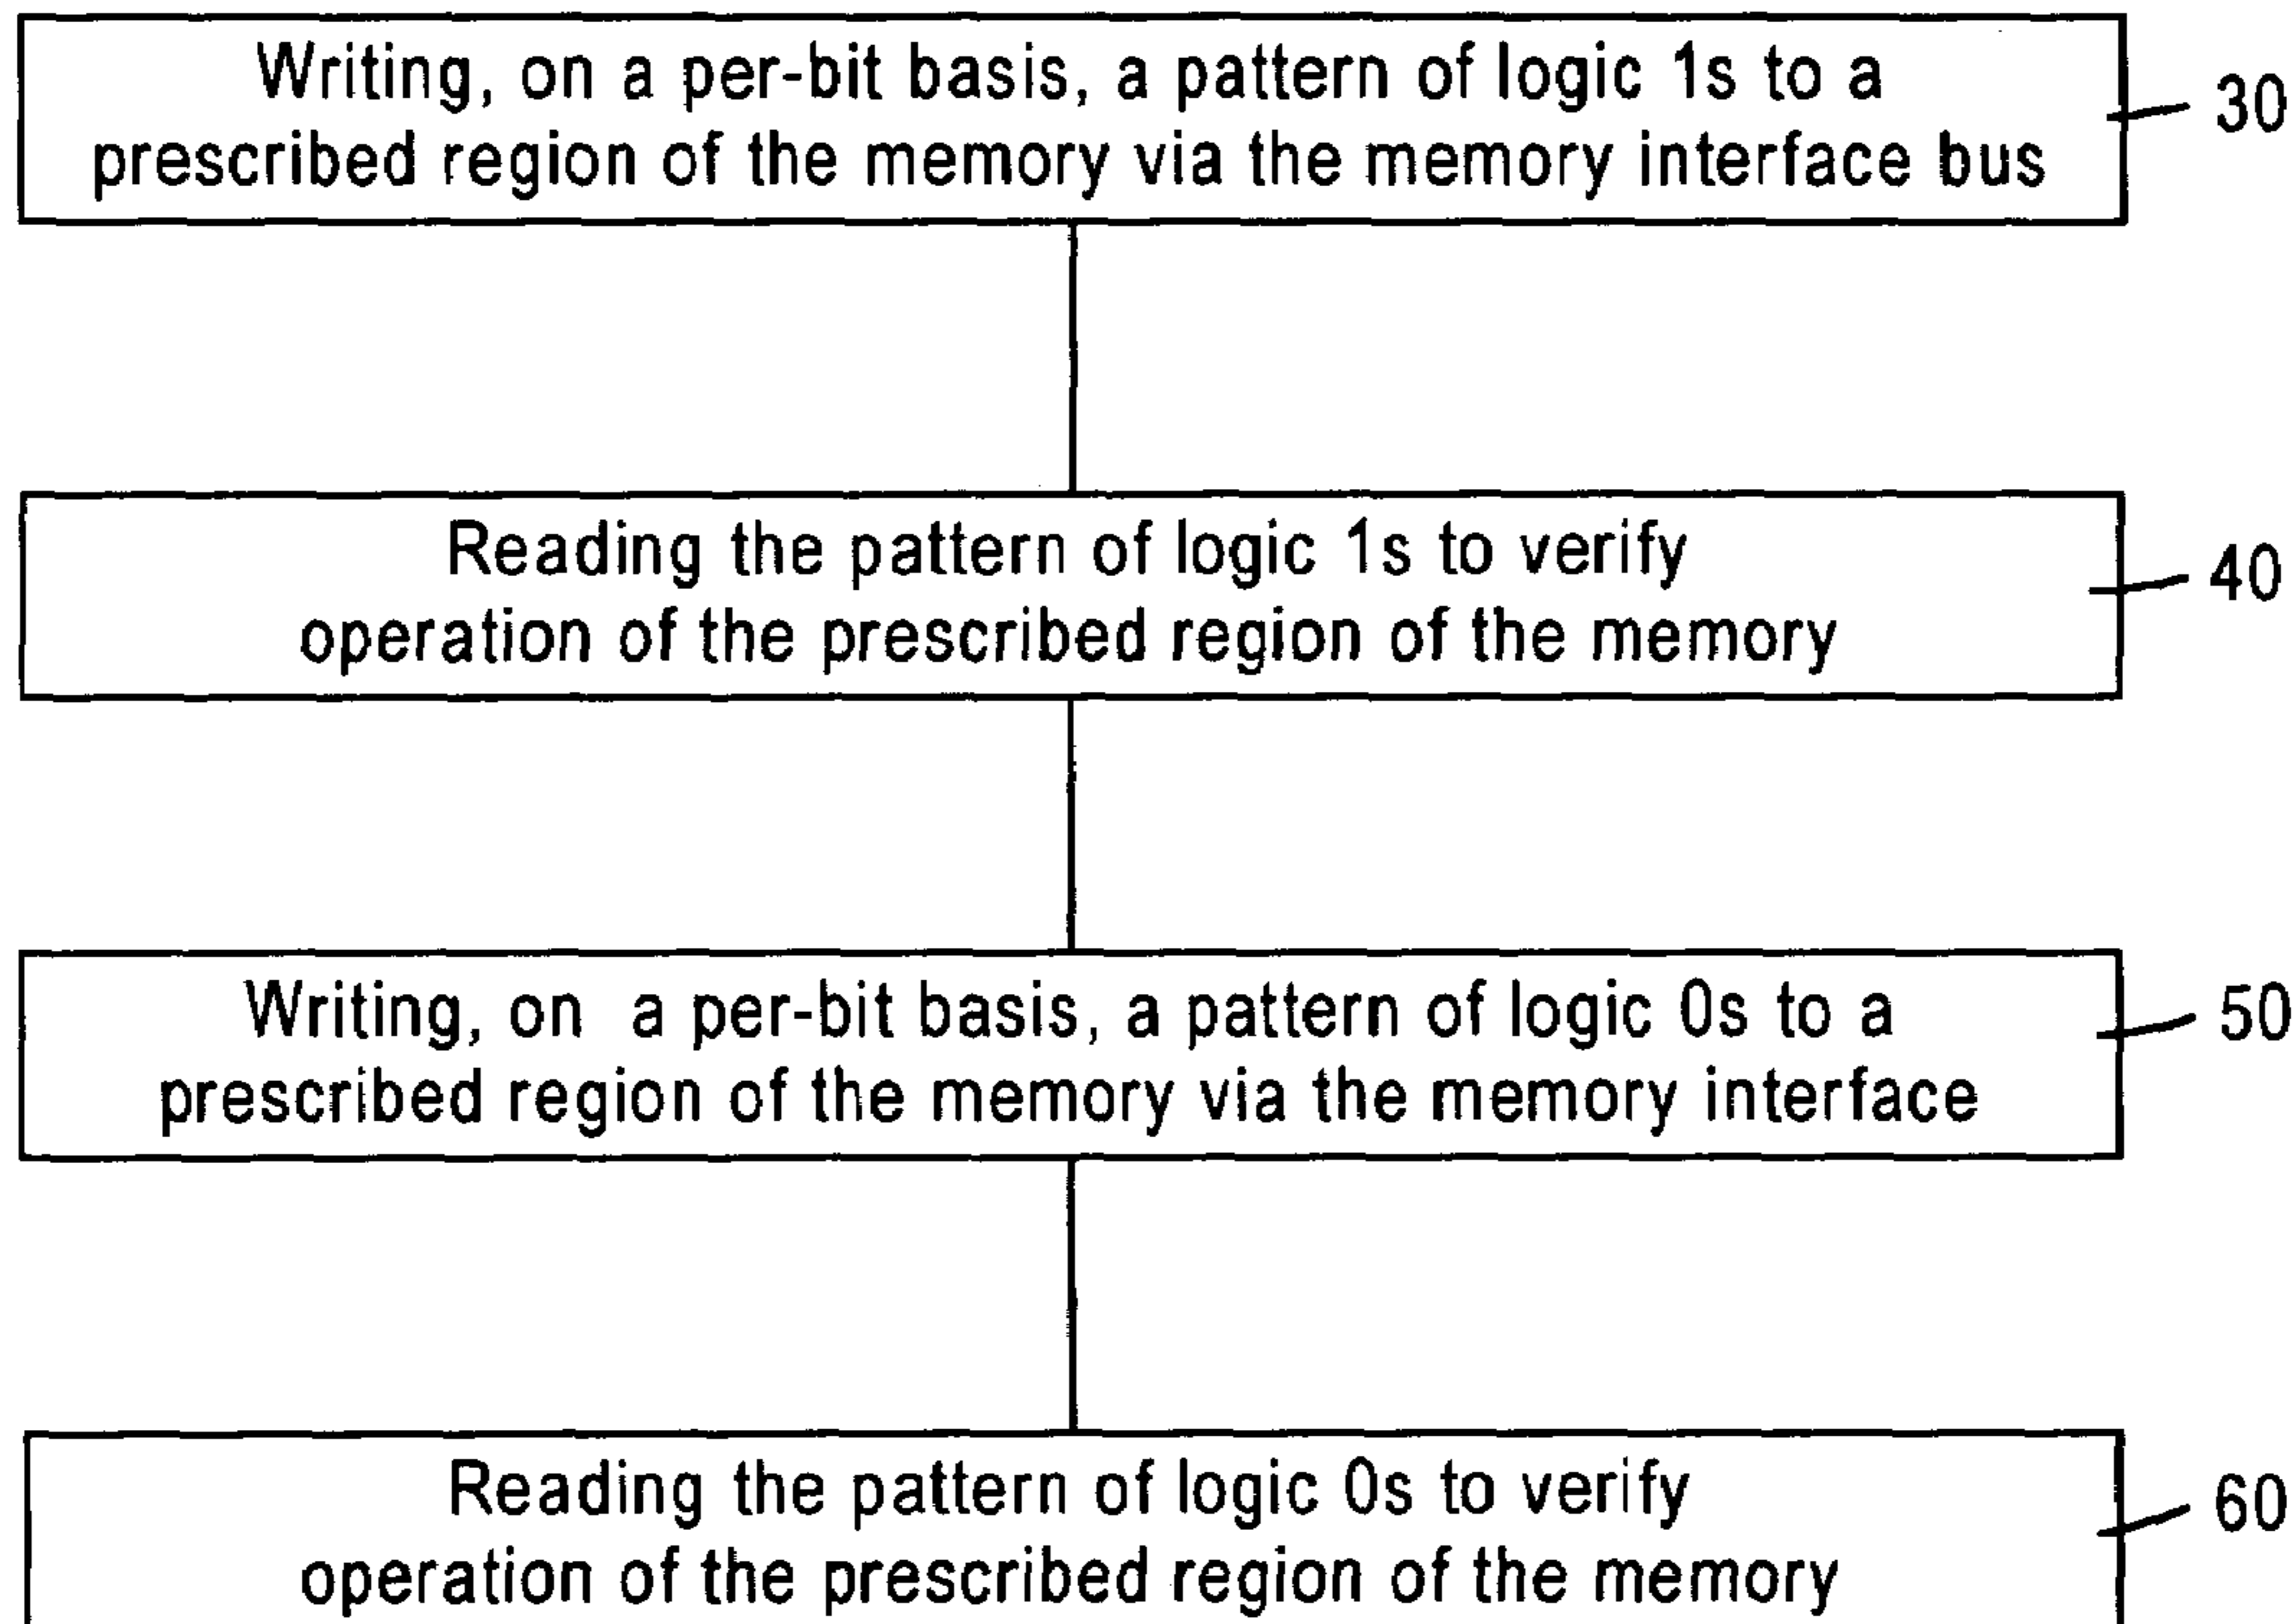 Writing, on a per-bit basis, a pattern of logic 1s to a
prescribed region of the memory via the memory interface bus
30
Reading the pattern of logic 1s to verify
operation of the prescribed region of the memory
40
Writing, on a per-bit basis, a pattern of logic 0s to a
prescribed region of the memory via the memory interface
50
Reading the pattern of logic 0s to verify
operation of the prescribed region of the memory
60